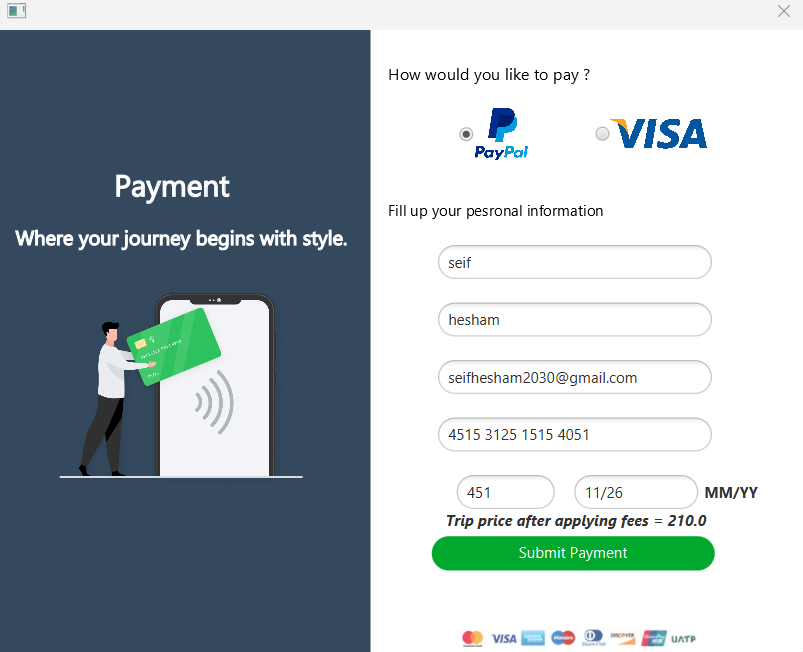 How would you like to pay ?
PayPal
VISA
Payment
Where your journey begins with style.
Fill up your pesronal information
seif
hesham
seifhesham2030@gmail.com
4515 3125 1515 4051
451
11/26
MM/YY
Trip price after applying fees = 210.0
Submit Payment
VISA
DISCOVER
UATP